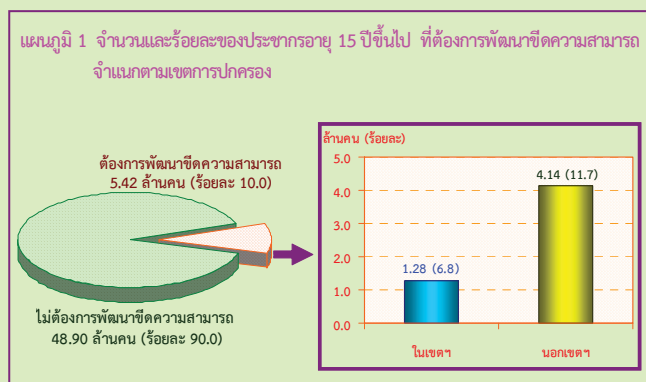 แผนภูมิ 1 จำนวนและร้อยละของประชากรอายุ 15 ปีขึ้นไป ที่ต้องการพัฒนาขีดความสามารถ
จำแนกตามเขตการปกครอง
ต้องการพัฒนาขีดความสามารถ
5.42 ล้านคน (ร้อยละ 10.0)
ไม่ต้องการพัฒนาขีดความสามารถ
48.90 ล้านคน (ร้อยละ 90.0)
ล้านคน (ร้อยละ)
5.0
4.0
3.0
2.0
1.0
0.0
1.28 (6.8)
4.14 (11.7)
ในเขตฯ
นอกเขตฯ